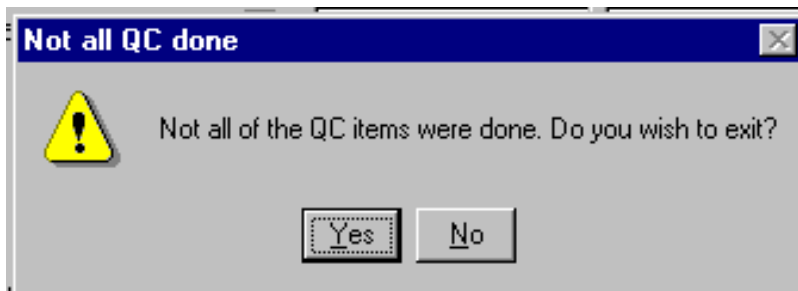 Not all QC done
Not all of the QC items were done. Do you wish to exit?
Yes
No